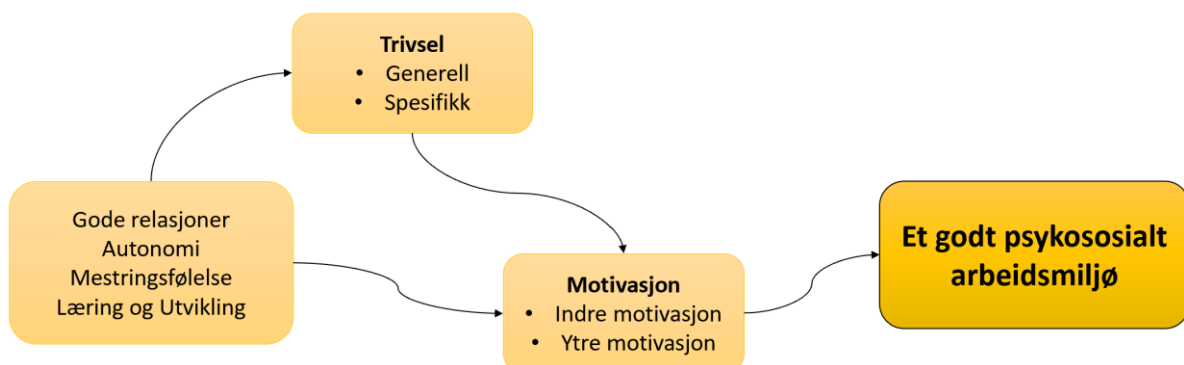 Trivsel
• Generell
• Spesifikk
Gode relasjoner
Autonomi
Mestringsfølelse
Læring og Utvikling
Motivasjon
• Indre motivasjon
• Ytre motivasjon
Et godt psykososialt
arbeidsmiljø